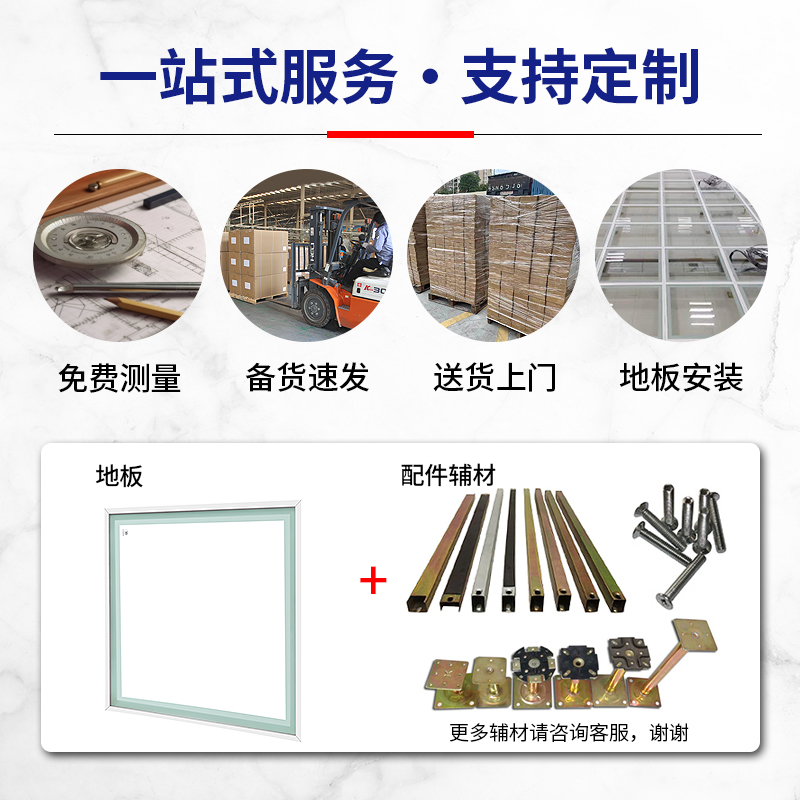 一站式服务·支持定制
免费测量
备货速发
送货上门
地板安装
地板
配件辅材
更多辅材请咨询客服，谢谢